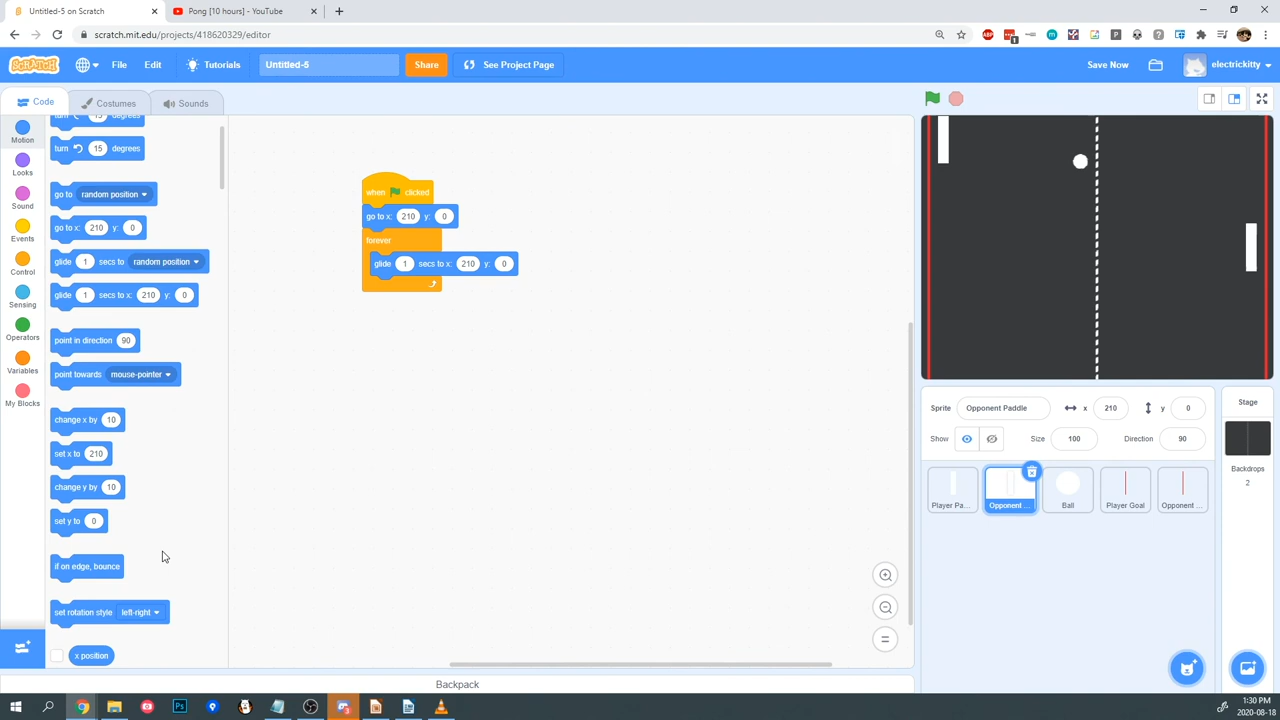 Untitled-5 on Scratch
Pong [10 hours] - YouTube
scratch.mit.edu/projects/418620329/editor
SCRATCH
File
Edit
Tutorials
Untitled-5
Share
See Project Page
Save Now
electrickitty
Code
Costumes
Sounds
Motion
Looks
Sound
Events
Control
Sensing
Operators
Variables
My Blocks
turn 15 degrees
turn 15 degrees
go to random position
go to x: 210 y: 0
glide 1 secs to random position
glide 1 secs to x: 210 y: 0
point in direction 90
point towards mouse-pointer
change x by 10
set x to 210
change y by 10
set y to 0
if on edge, bounce
set rotation style left-right
x position
when clicked
go to x: 210 y: 0
forever
glide 1 secs to x: 210 y: 0
Backpack
Sprite Opponent Paddle x 210 y 0
Show Size 100 Direction 90
Player Pa...
Opponent ...
Ball
Player Goal
Opponent ...
Stage
Backdrops
2
1:30 PM
2020-08-18